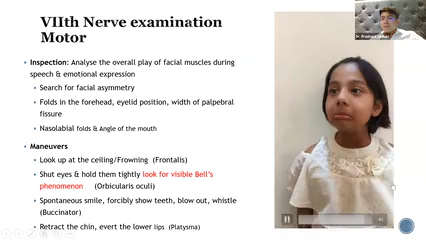 VIIth Nerve examination
Motor
Inspection: Analyse the overall play of facial muscles during
speech & emotional expression
Search for facial asymmetry
Folds in the forehead, eyelid position, width of palpebral
fissure
Nasolabial folds & Angle of the mouth
Maneuvers
Look up at the ceiling/Frowning (Frontalis)
Shut eyes & hold them tightly look for visible Bell's
phenomenon (Orbicularis oculi)
Spontaneous smile, forcibly show teeth, blow out, whistle
(Buccinator)
Retract the chin, evert the lower lips (Platysma)